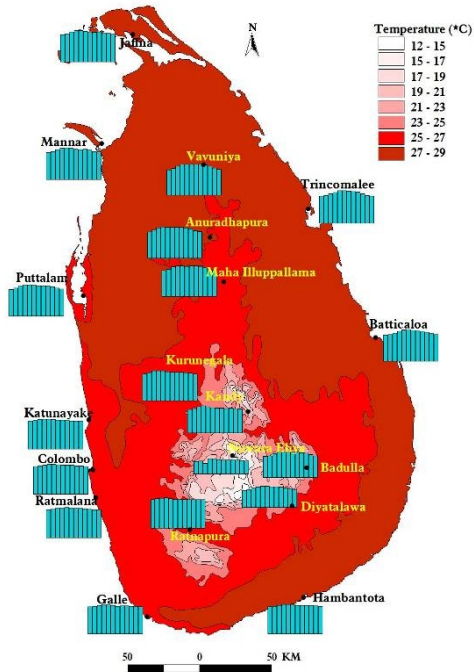 Temperature (*C)
12 - 15
15 - 17
17 - 19
19 - 21
21 - 23
23 - 25
25 - 27
27 - 29
N
Jaffna
Mannar
Vavuniya
Trincomalee
Anuradhapura
Maha Illuppallama
Puttalam
Batticaloa
Kurunegala
Kandy
Katunayake
Colombo
Badulla
Ratmalana
Diyatalawa
Ratnapura
Galle
Hambantota
50 0 50 KM